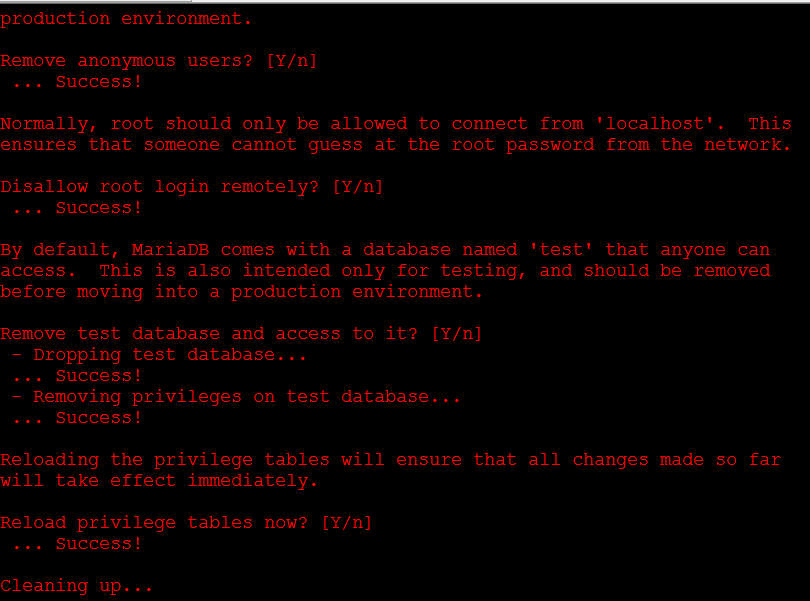 production environment.
Remove anonymous users? [Y/n]
... Success!
Normally, root should only be allowed to connect from 'localhost'.  This
ensures that someone cannot guess at the root password from the network.
Disallow root login remotely? [Y/n]
... Success!
By default, MariaDB comes with a database named 'test' that anyone can
access.  This is also intended only for testing, and should be removed
before moving into a production environment.
Remove test database and access to it? [Y/n]
- Dropping test database...
... Success!
- Removing privileges on test database...
... Success!
Reloading the privilege tables will ensure that all changes made so far
will take effect immediately.
Reload privilege tables now? [Y/n]
... Success!
Cleaning up...